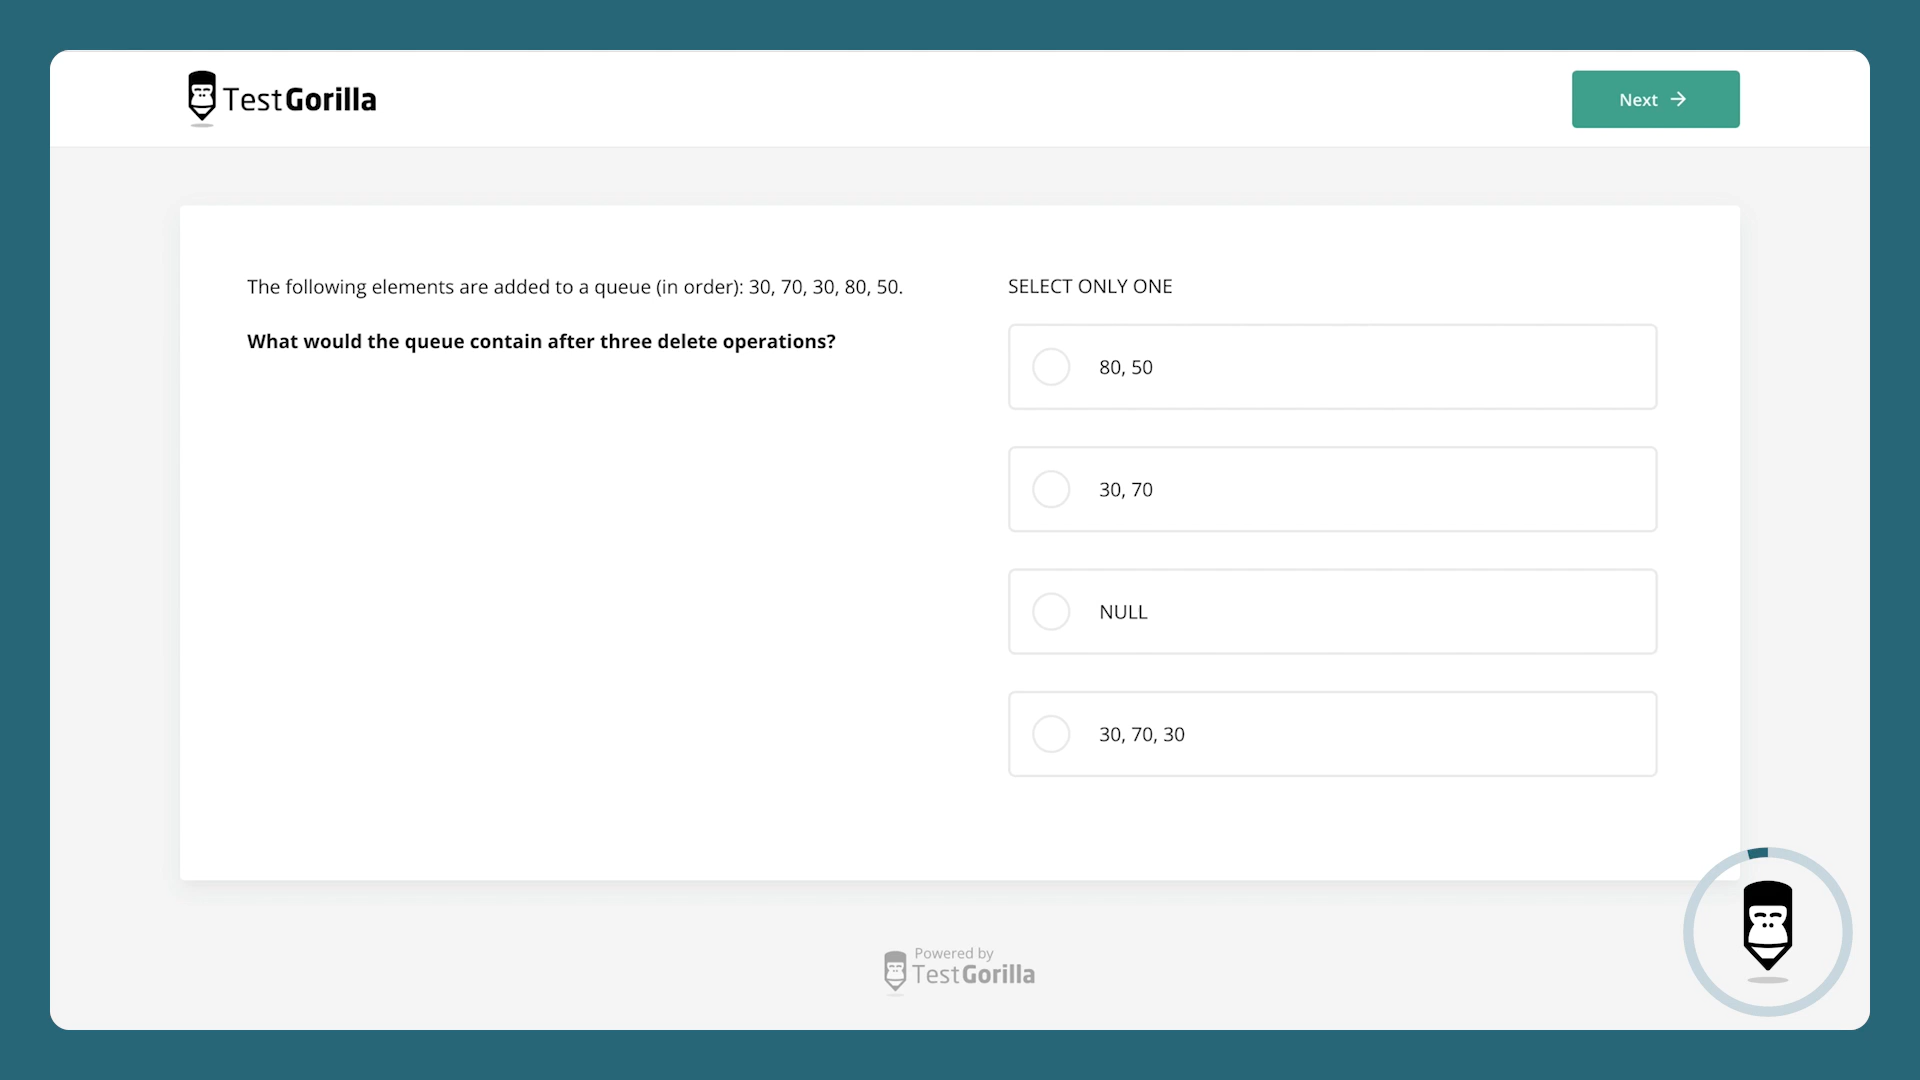 TestGorilla
Next
The following elements are added to a queue (in order): 30, 70, 30, 80, 50.
What would the queue contain after three delete operations?
SELECT ONLY ONE
80, 50
30, 70
NULL
30, 70, 30
Powered by
TestGorilla